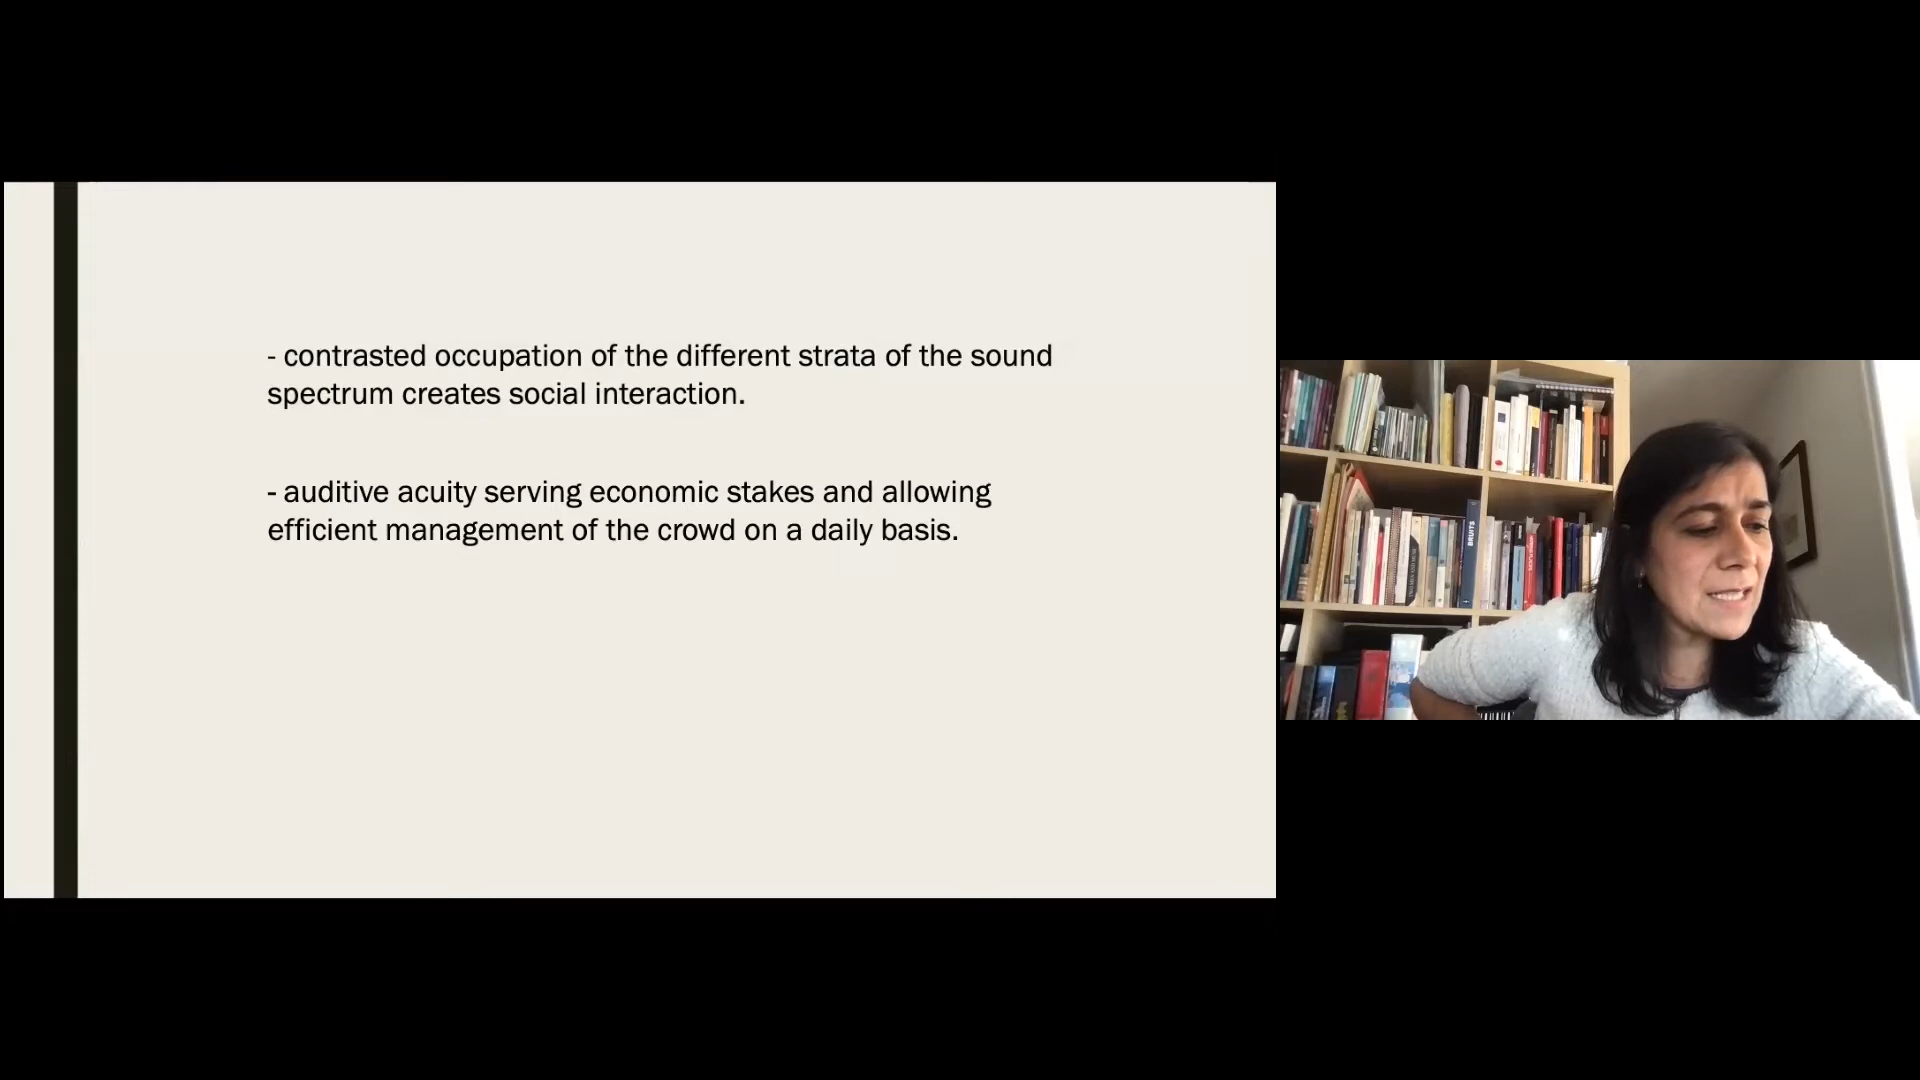 - contrasted occupation of the different strata of the sound
spectrum creates social interaction.
- auditive acuity serving economic stakes and allowing
efficient management of the crowd on a daily basis.
BRUITS